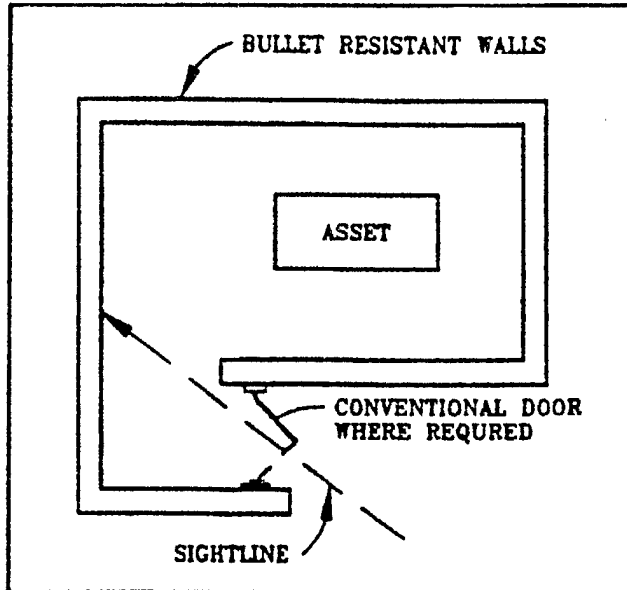 BULLET RESISTANT WALLS
ASSET
CONVENTIONAL DOOR
WHERE REQURED
SIGHTLINE